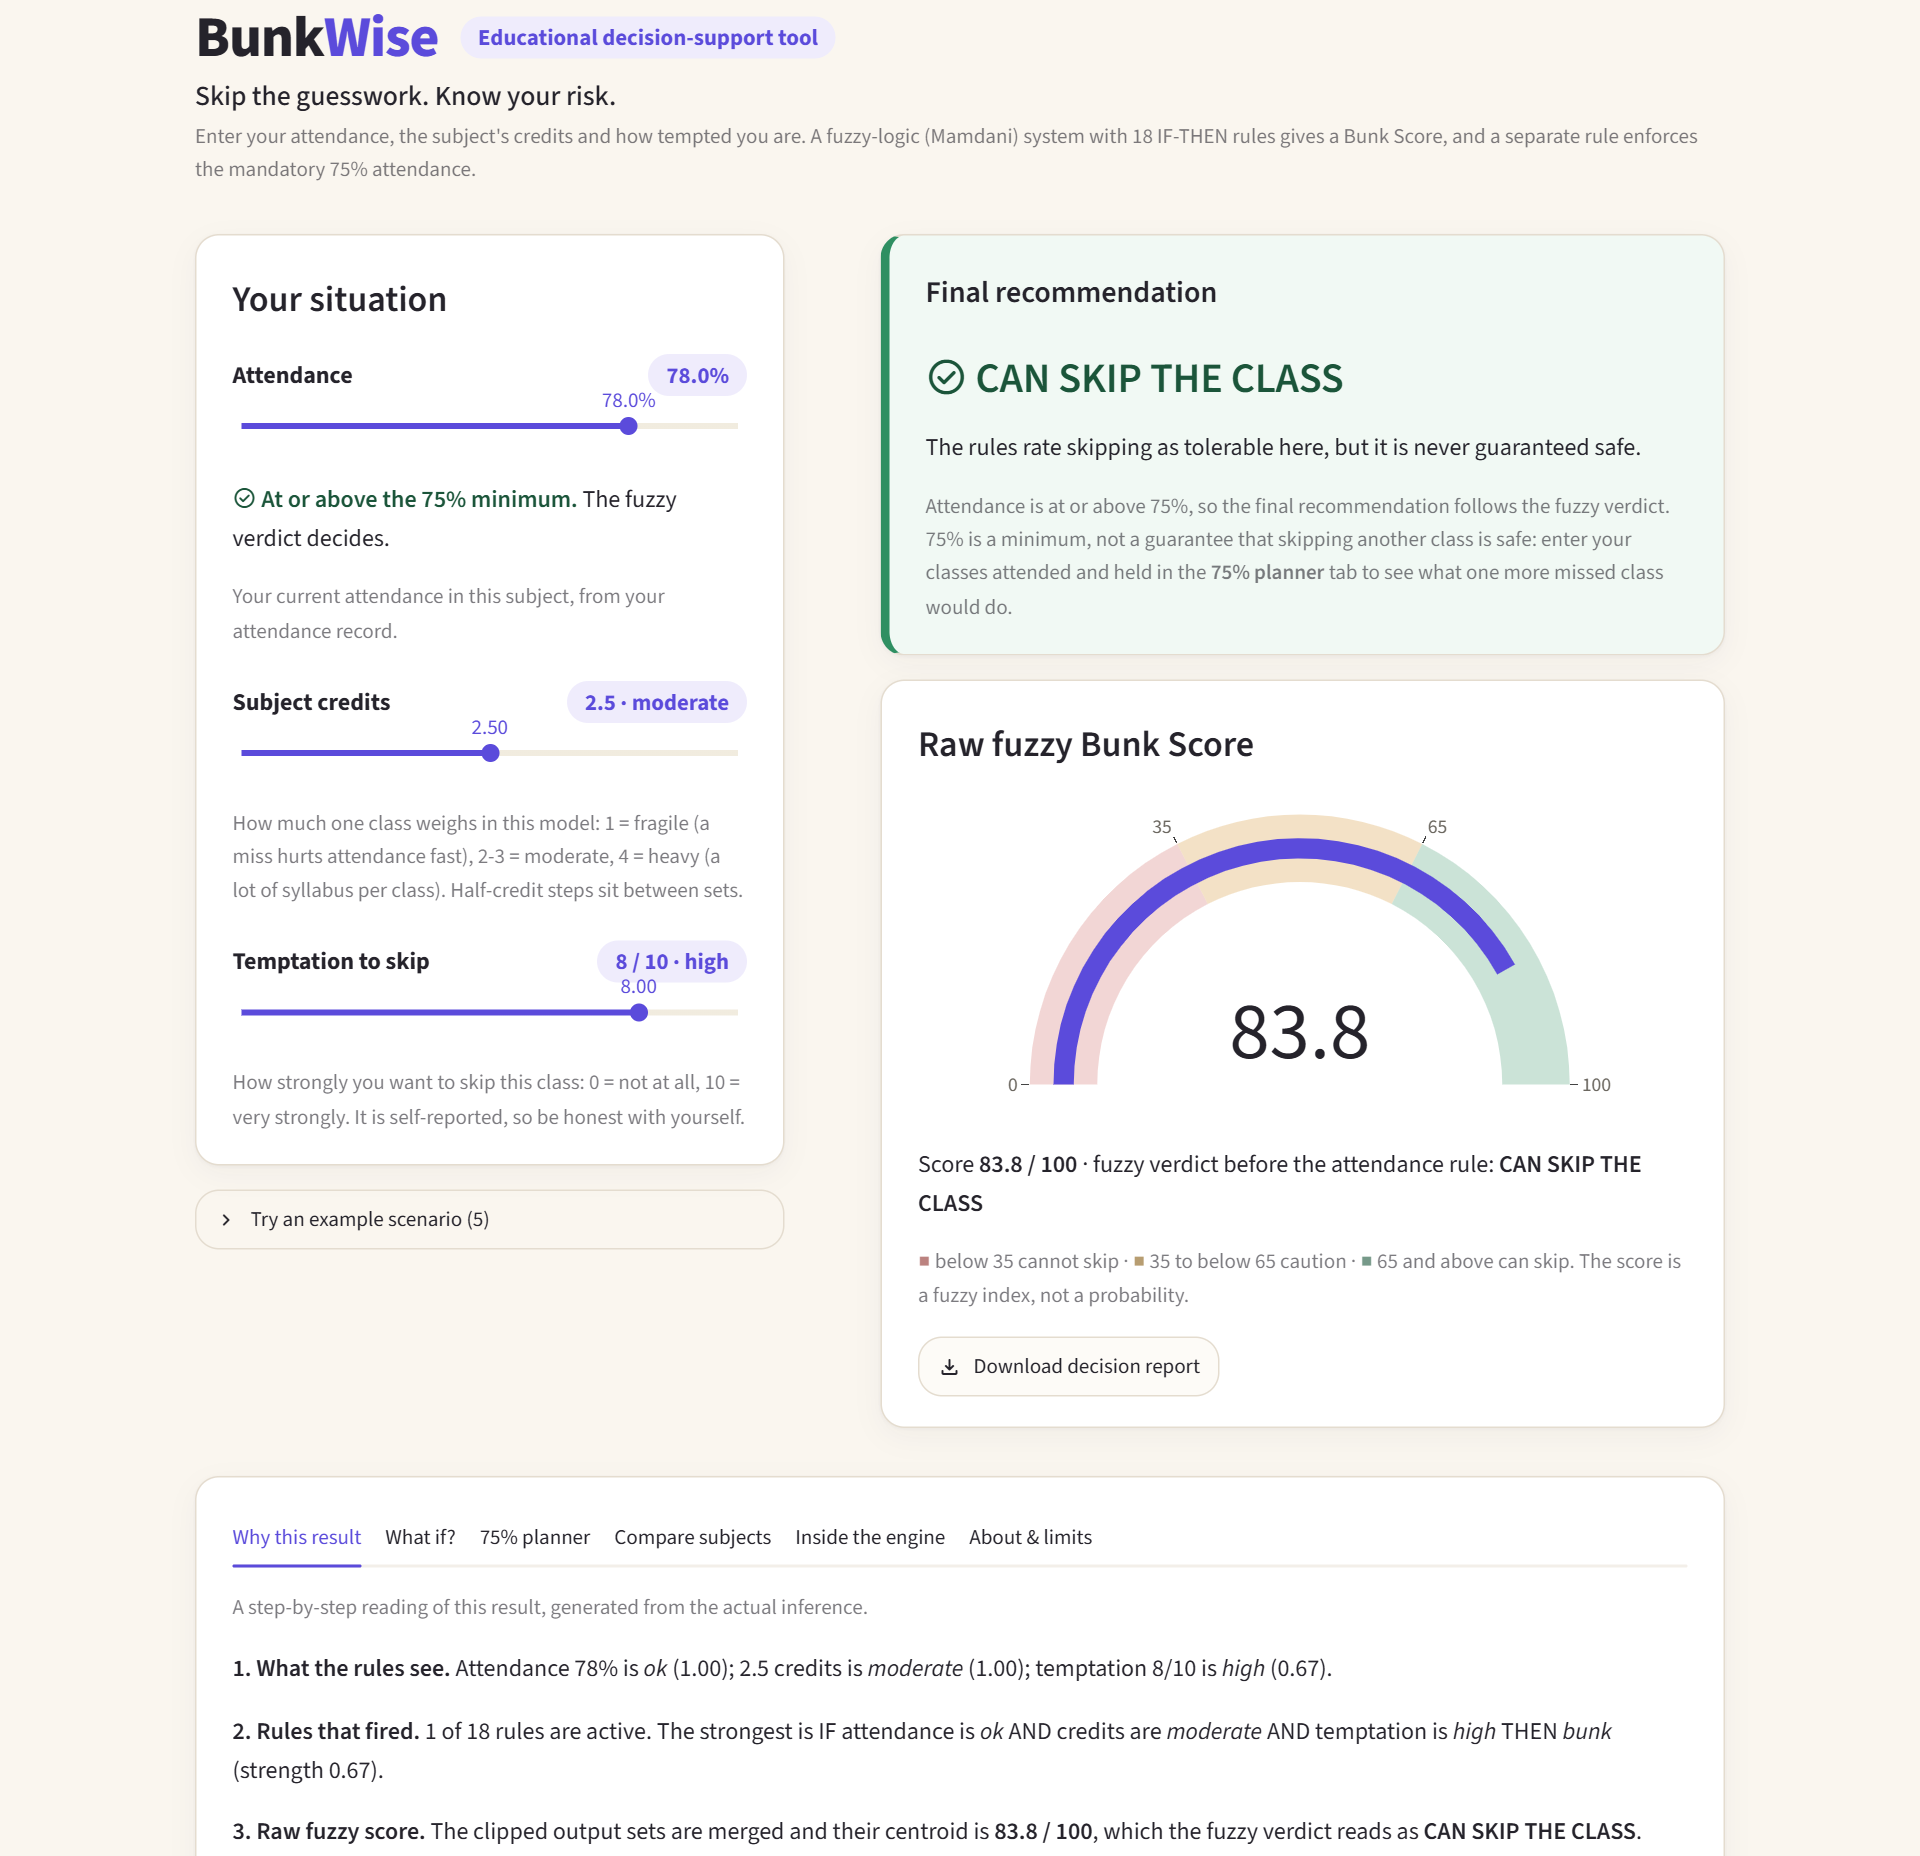 BunkWise
Educational decision-support tool
Skip the guesswork. Know your risk.
Enter your attendance, the subject's credits and how tempted you are. A fuzzy-logic (Mamdani) system with 18 IF-THEN rules gives a Bunk Score, and a separate rule enforces
the mandatory 75% attendance.
Your situation
Attendance
78.0%
78.0%
At or above the 75% minimum. The fuzzy
verdict decides.
Your current attendance in this subject, from your
attendance record.
Subject credits
2.5 · moderate
2.50
How much one class weighs in this model: 1 = fragile (a
miss hurts attendance fast), 2-3 = moderate, 4 = heavy (a
lot of syllabus per class). Half-credit steps sit between sets.
Temptation to skip
8 / 10 · high
8.00
How strongly you want to skip this class: 0 = not at all, 10 =
very strongly. It is self-reported, so be honest with yourself.
Try an example scenario (5)
Final recommendation
CAN SKIP THE CLASS
The rules rate skipping as tolerable here, but it is never guaranteed safe.
Attendance is at or above 75%, so the final recommendation follows the fuzzy verdict.
75% is a minimum, not a guarantee that skipping another class is safe: enter your
classes attended and held in the 75% planner tab to see what one more missed class
would do.
Raw fuzzy Bunk Score
35
65
83.8
0
100
Score 83.8 / 100 · fuzzy verdict before the attendance rule: CAN SKIP THE
CLASS
■ below 35 cannot skip · ■ 35 to below 65 caution · ■ 65 and above can skip. The score is
a fuzzy index, not a probability.
Download decision report
Why this result What if? 75% planner Compare subjects Inside the engine About & limits
A step-by-step reading of this result, generated from the actual inference.
1. What the rules see. Attendance 78% is ok (1.00); 2.5 credits is moderate (1.00); temptation 8/10 is high (0.67).
2. Rules that fired. 1 of 18 rules are active. The strongest is IF attendance is ok AND credits are moderate AND temptation is high THEN bunk
(strength 0.67).
3. Raw fuzzy score. The clipped output sets are merged and their centroid is 83.8 / 100, which the fuzzy verdict reads as CAN SKIP THE CLASS.